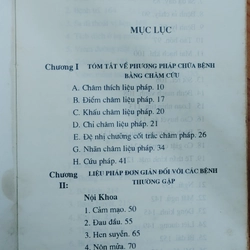 MỤC LỤC
Chương I TÓM TẮT VỀ PHƯƠNG PHÁP CHỮA BỆNH
BẰNG CHÂM CỨU
A. Châm thích liệu pháp. 10
B. Điểm châm liệu pháp. 17
C. Khấu châm liệu pháp. 20
D. Chỉ châm liệu pháp. 21
E. Đệ nhị chưởng cốt trắc châm pháp. 26
G. Nhãn châm liệu pháp. 34
H. Cứu pháp. 41
Chương II: LIỆU PHÁP ĐƠN GIẢN ĐỐI VỚI CÁC BỆNH
THƯỜNG GẶP
Nội Khoa
1. Cảm mạo. 50
2. Đau đầu. 55
3. Hen suyễn. 65
4. Nôn mửa. 70